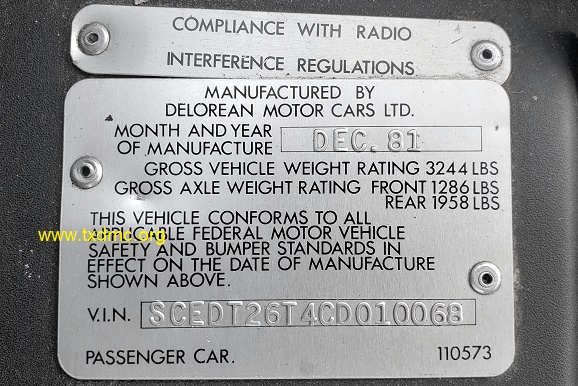 COMPLIANCE WITH RADIO
INTERFERENCE REGULATIONS
MANUFACTURED BY
DELOREAN MOTOR CARS LTD.
MONTH AND YEAR
OF MANUFACTURE DEC. 81
GROSS VEHICLE WEIGHT RATING 3244 LBS
GROSS AXLE WEIGHT RATING FRONT 1286 LBS
REAR 1958 LBS
THIS VEHICLE CONFORMS TO ALL
www.txdmc.org
FEDERAL MOTOR VEHICLE
SAFETY AND BUMPER STANDARDS IN
EFFECT ON THE DATE OF MANUFACTURE
SHOWN ABOVE.
V.I.N. SCEDT26T4CD010068
PASSENGER CAR. 110573